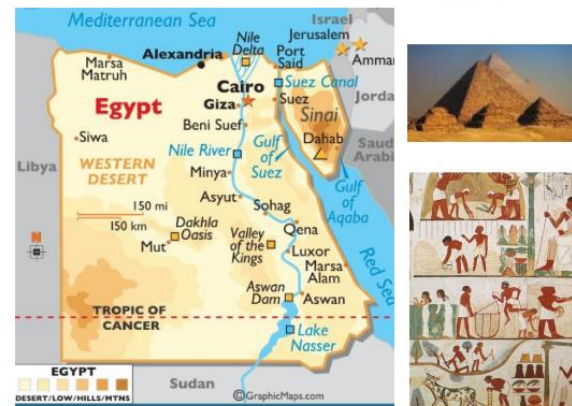 Mediterranean Sea
Israel
Jerusalem
Nile
Delta
Port
Said
Amman
Marsa
Matruh
Alexandria
Cairo
Suez Canal
Jorda
Egypt
Giza
Suez
Sinai
Siwa
Beni Suef
Dahab
Saudi
Arabi
Libya
WESTERN
DESERT
Nile River
Gulf
of
Suez
Minya
Gulf
of
Aqaba
Asyut
Sohag
150 mi
150 km
Dakhla
Oasis
Mut
Valley
of the
Kings
Qena
Luxor
Red Sea
N
Marsa
Alam
Aswan
Dam
Aswan
TROPIC OF
CANCER
Lake
Nasser
EGYPT
DESERT/LOW/HILLS/MTNS
Sudan
©GraphicMaps.com